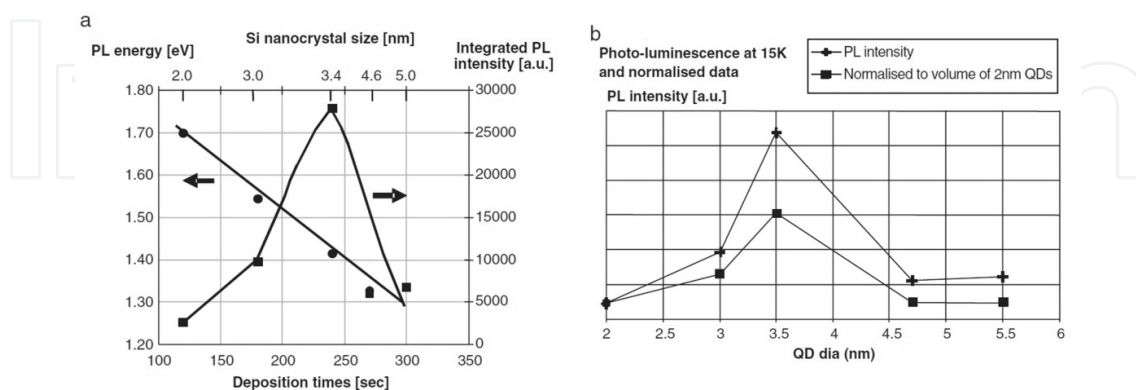 a
Si nanocrystal size [nm]
PL energy [eV]
Integrated PL
intensity [a.u.]
2.0 3.0 3.4 4.6 5.0
1.80 30000
1.70 25000
1.60 20000
1.50 15000
1.40 10000
1.30 5000
1.20 0
100 150 200 250 300 350
Deposition times [sec]
b
Photo-luminescence at 15K
and normalised data
PL intensity
Normalised to volume of 2nm QDs
PL intensity [a.u.]
2 2.5 3 3.5 4 4.5 5 5.5 6
QD dia (nm)